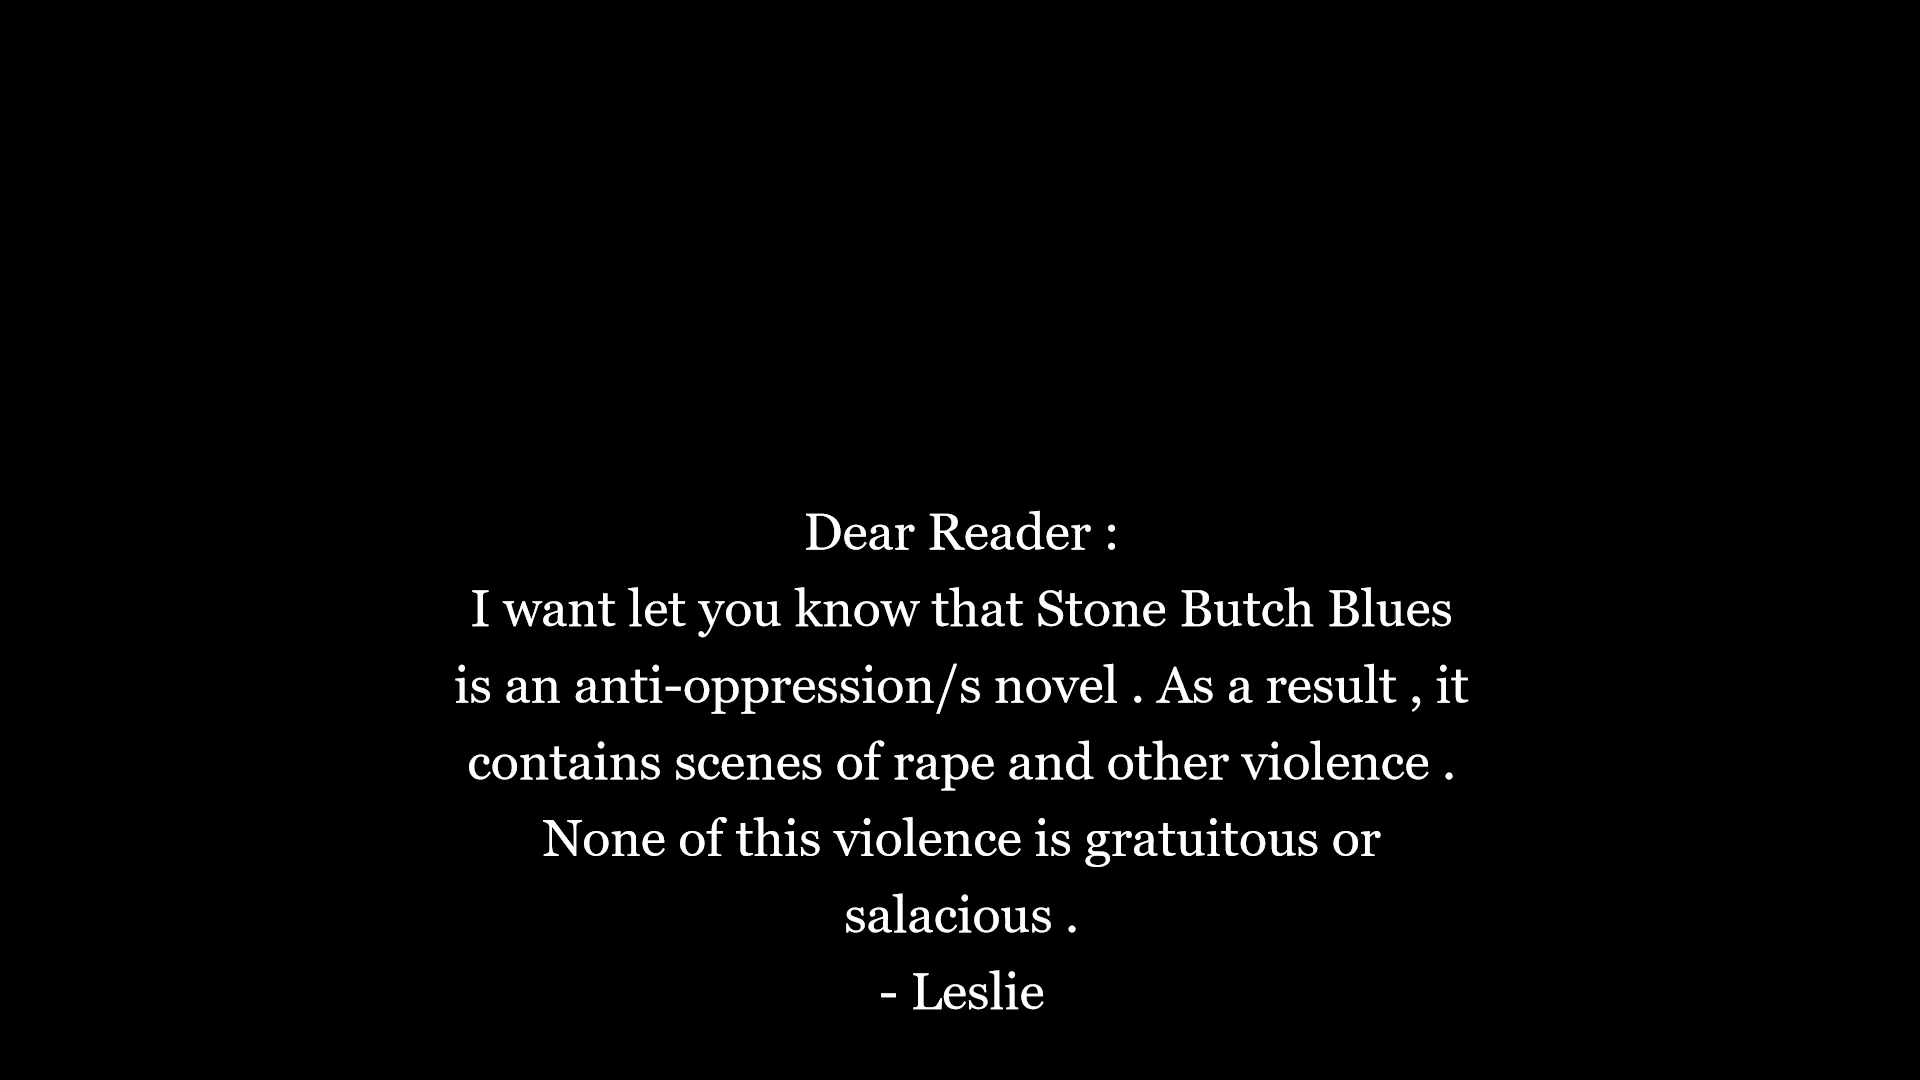 Dear Reader :
I want let you know that Stone Butch Blues
is an anti-oppression/s novel . As a result , it
contains scenes of rape and other violence .
None of this violence is gratuitous or
salacious .
- Leslie